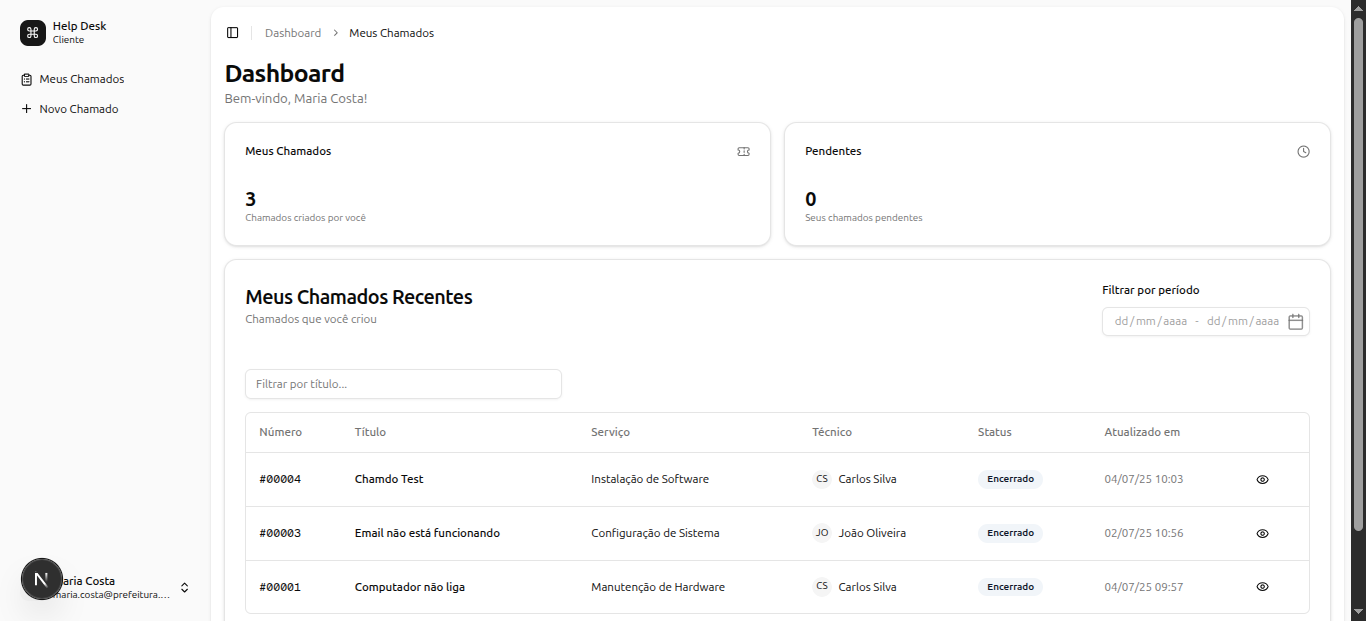 Help Desk
Cliente
Meus Chamados
Novo Chamado
Dashboard > Meus Chamados
Dashboard
Bem-vindo, Maria Costa!
Meus Chamados
3
Chamados criados por você
Pendentes
0
Seus chamados pendentes
Meus Chamados Recentes
Chamados que você criou
Filtrar por período
dd/mm/aaaa - dd/mm/aaaa
Filtrar por título...
Número Título Serviço Técnico Status Atualizado em
#00004 Chamdo Test Instalação de Software CS Carlos Silva Encerrado 04/07/25 10:03
#00003 Email não está funcionando Configuração de Sistema JO João Oliveira Encerrado 02/07/25 10:56
#00001 Computador não liga Manutenção de Hardware CS Carlos Silva Encerrado 04/07/25 09:57
N
aria Costa
maria.costa@prefeitura....